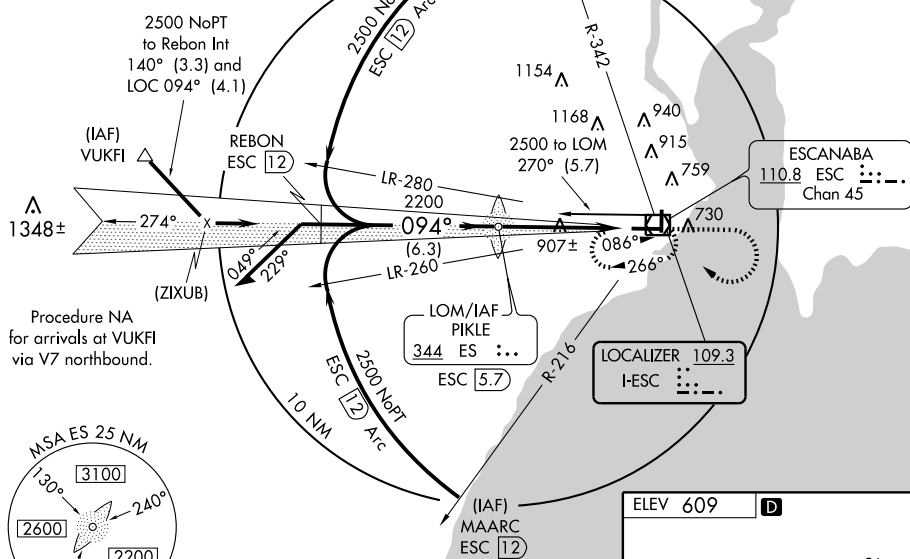 2500 NoPT
to Rebon Int
140° (3.3) and
LOC 094° (4.1)
2500 No
ESC 12 Arc
R-342
1154
1168
940
915
759
2500 to LOM
270° (5.7)
ESCANABA
110.8 ESC
Chan 45
(IAF)
VUKFI
REBON
ESC 12
LR-280
2200
1348±
274°
094°
(6.3)
907±
086°
730
266°
049°
229°
LR-260
(ZIXUB)
Procedure NA
for arrivals at VUKFI
via V7 northbound.
LOM/IAF
PIKLE
344 ES
ESC 5.7
R-216
LOCALIZER 109.3
I-ESC
2500 NoPT
ESC 12 Arc
10 NM
MSA ES 25 NM
3100
130°
240°
2600
2200
(IAF)
MAARC
ESC 12
ELEV 609 D